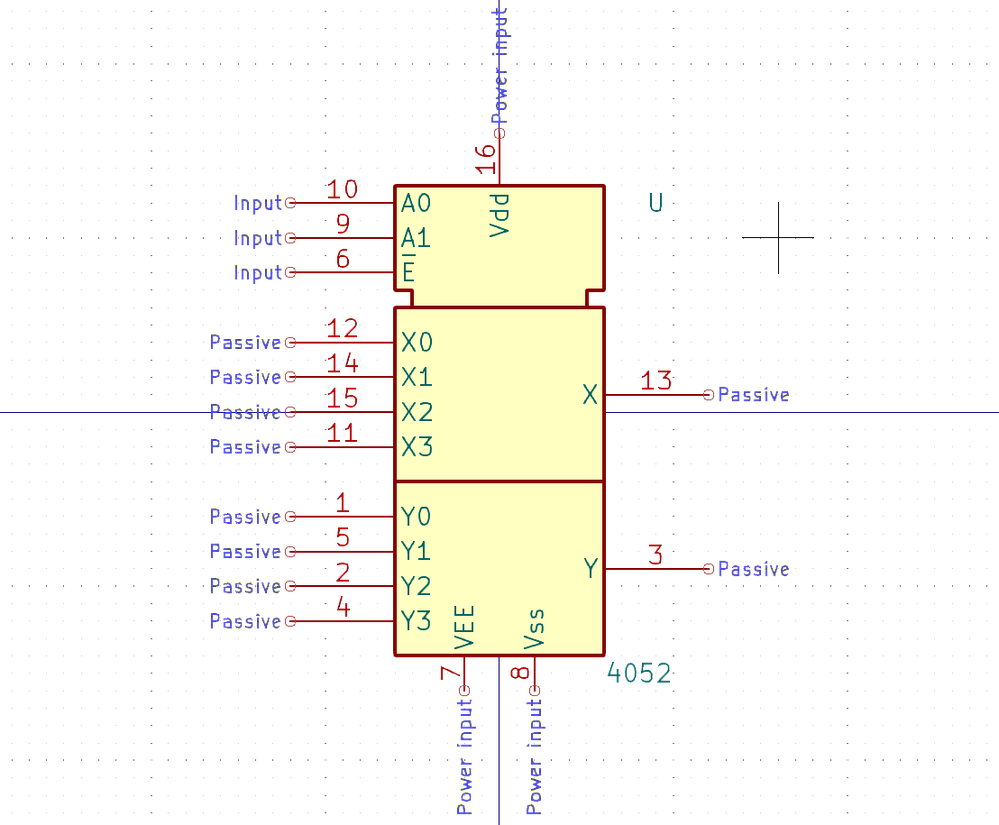 Power input
16
Vdd
U
Input 10 A0
Input 9 A1
Input 6 E
Passive 12 X0
Passive 14 X1
X 13 Passive
Passive 15 X2
Passive 11 X3
Passive 1 Y0
Passive 5 Y1
Y 3 Passive
Passive 2 Y2
Passive 4 Y3
VEE
Vss
7
8
4052
Power input
Power input